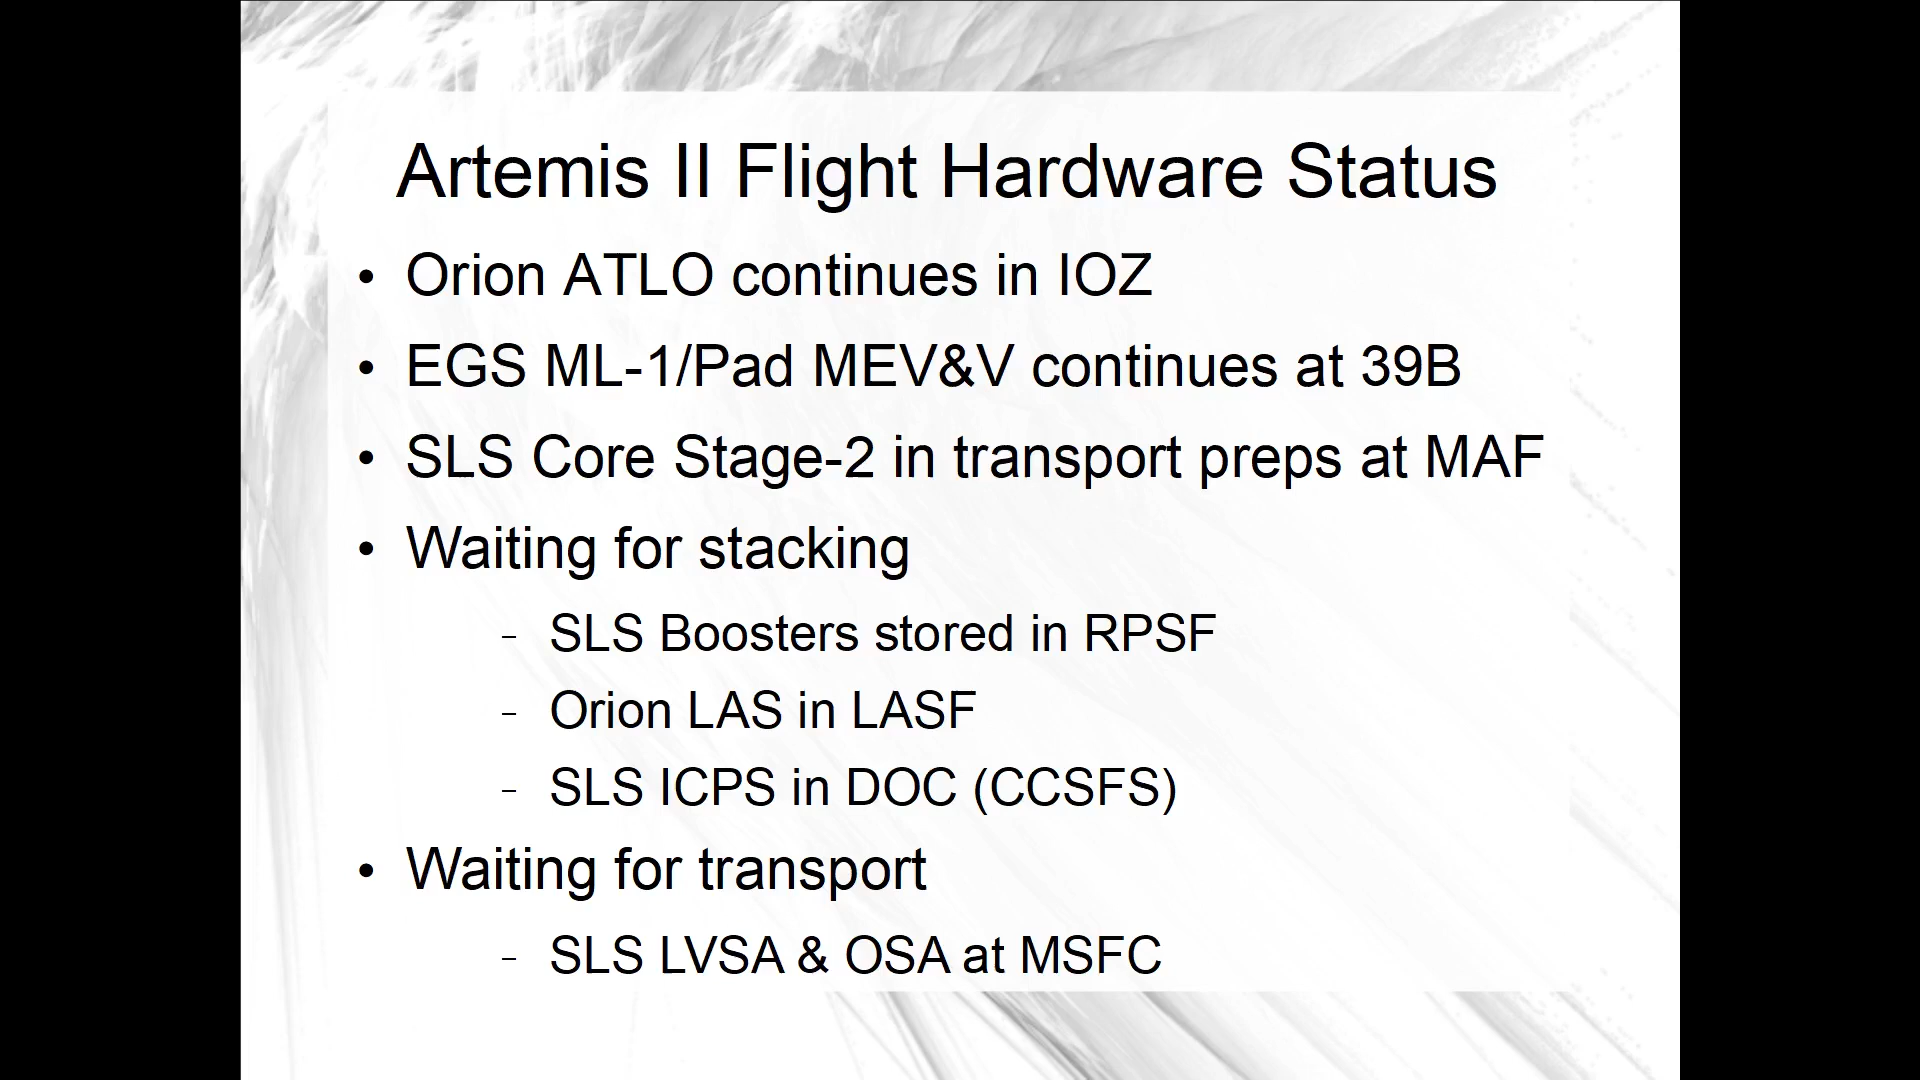 Artemis II Flight Hardware Status
• Orion ATLO continues in IOZ
• EGS ML-1/Pad MEV&V continues at 39B
• SLS Core Stage-2 in transport preps at MAF
• Waiting for stacking
– SLS Boosters stored in RPSF
– Orion LAS in LASF
– SLS ICPS in DOC (CCSFS)
• Waiting for transport
– SLS LVSA & OSA at MSFC